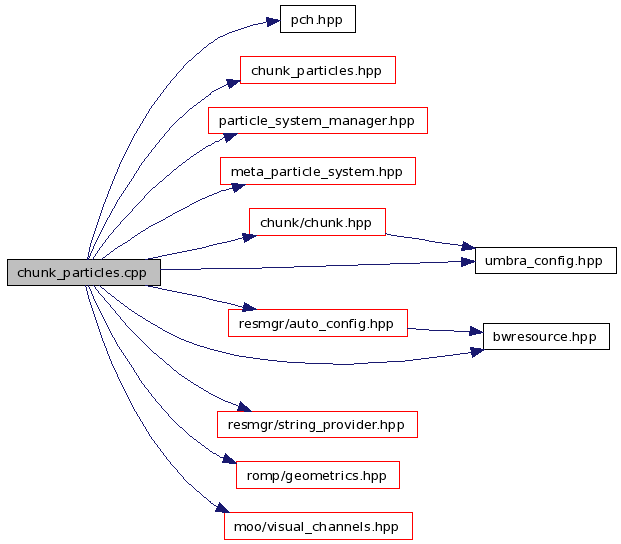 pch.hpp
chunk_particles.hpp
particle_system_manager.hpp
meta_particle_system.hpp
chunk/chunk.hpp
umbra_config.hpp
chunk_particles.cpp
resmgr/auto_config.hpp
bwresource.hpp
resmgr/string_provider.hpp
romp/geometrics.hpp
moo/visual_channels.hpp